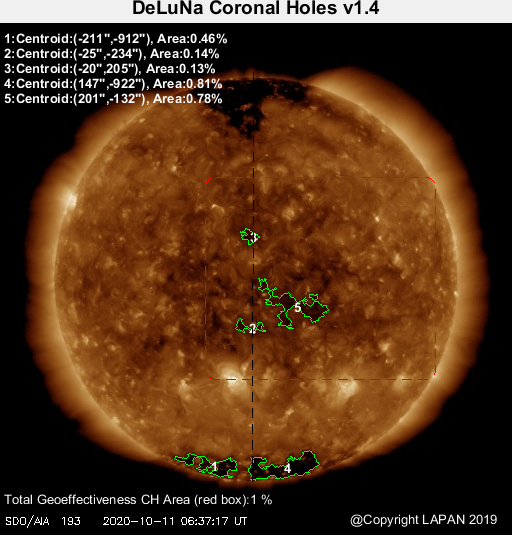 DeLuNa Coronal Holes v1.4
1:Centroid:(-211",-912"), Area:0.46%
2:Centroid:(-25",-234"), Area:0.14%
3:Centroid:(-20",205"), Area:0.13%
4:Centroid:(147",-922"), Area:0.81%
5:Centroid:(201",-132"), Area:0.78%
3
5
2
1
4
Total Geoeffectiveness CH Area (red box):1 %
SDO/AIA 193 2020-10-11 06:37:17 UT
@Copyright LAPAN 2019